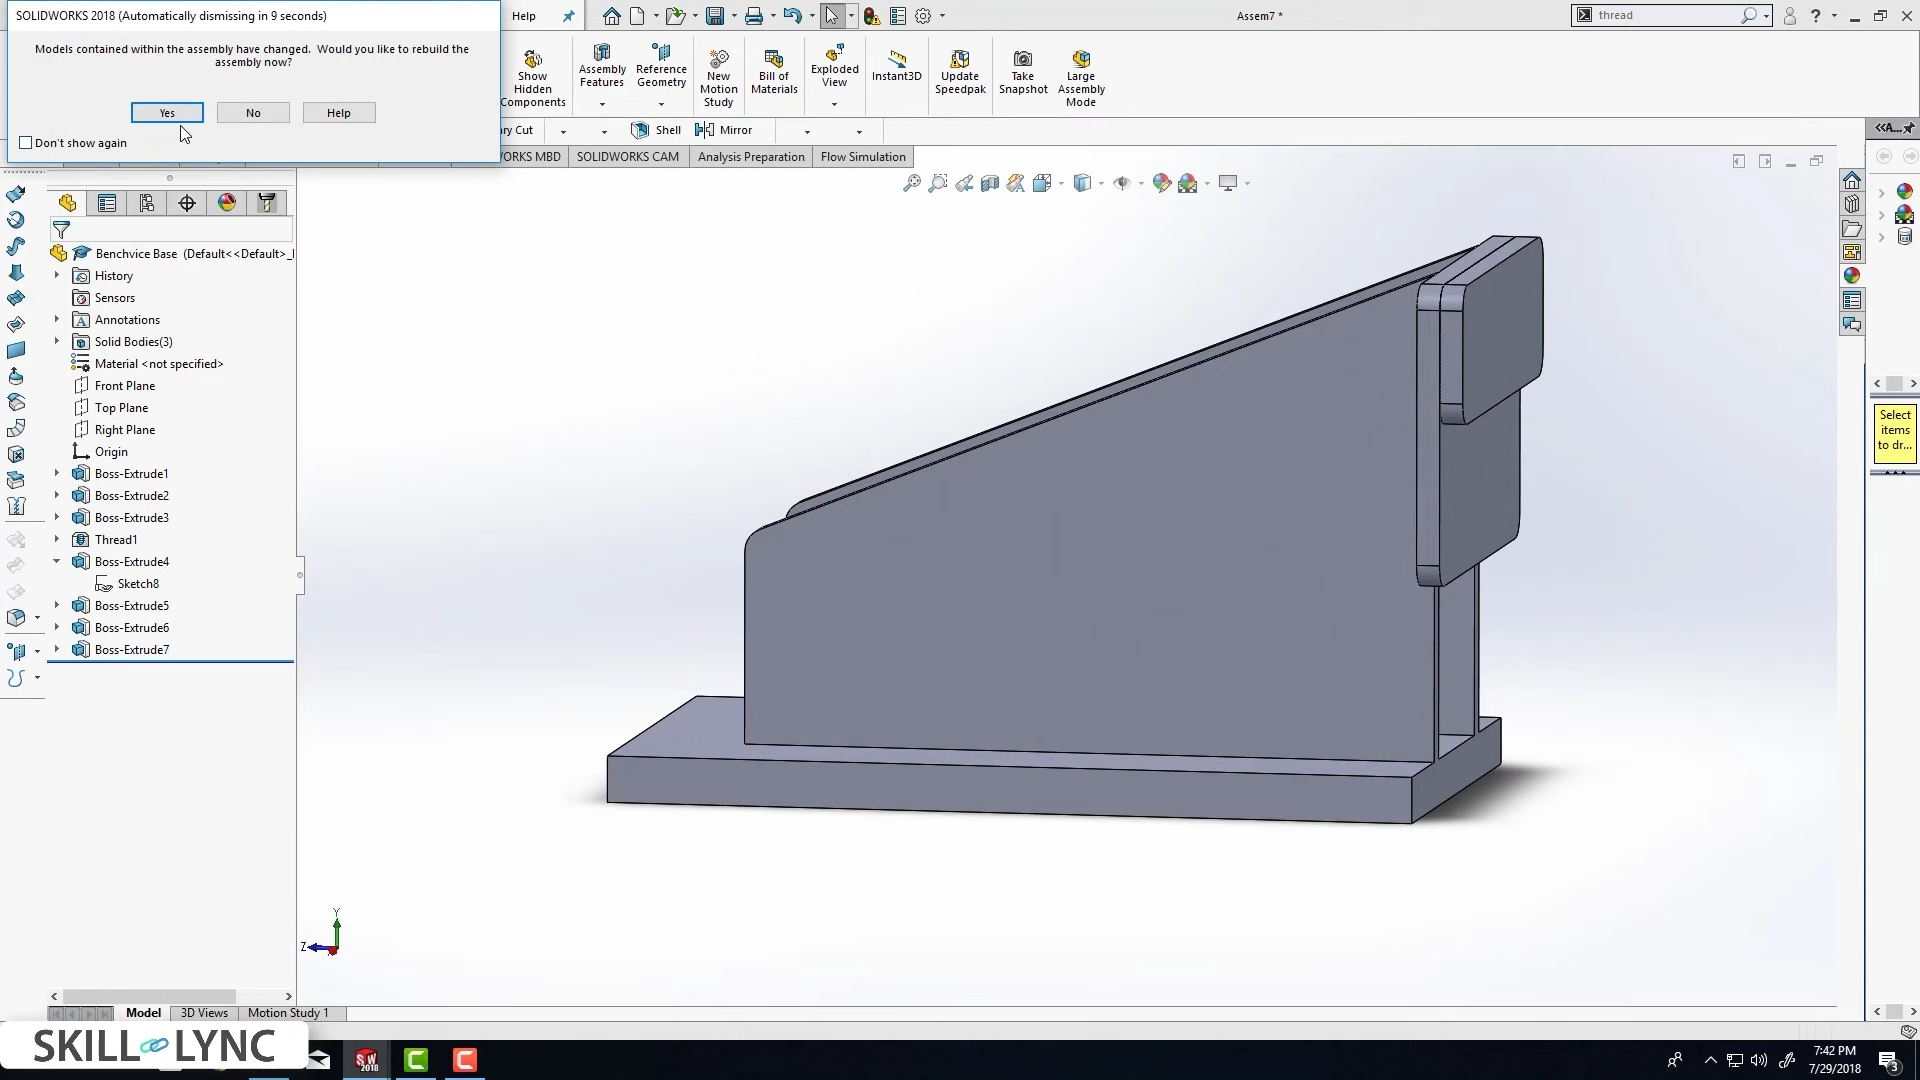 SOLIDWORKS 2018 (Automatically dismissing in 9 seconds)
Models contained within the assembly have changed. Would you like to rebuild the
assembly now?
Yes
No
Help
Don't show again
Help
Assem7 *
thread
Show
Hidden
Components
Assembly
Features
Reference
Geometry
New
Motion
Study
Bill of
Materials
Exploded
View
Instant3D
Update
Speedpak
Take
Snapshot
Large
Assembly
Mode
Cut
Shell
Mirror
MBD
SOLIDWORKS CAM
Analysis Preparation
Flow Simulation
A...
Benchvice Base (Default<<Default>_
History
Sensors
Annotations
Solid Bodies(3)
Material <not specified>
Front Plane
Top Plane
Right Plane
Origin
Boss-Extrude1
Boss-Extrude2
Boss-Extrude3
Thread1
Boss-Extrude4
Sketch8
Boss-Extrude5
Boss-Extrude6
Boss-Extrude7
Select
items
to dr...
Y
Z
Model
3D Views
Motion Study 1
SKILL LYNC
SW
2018
7:42 PM
7/29/2018
3